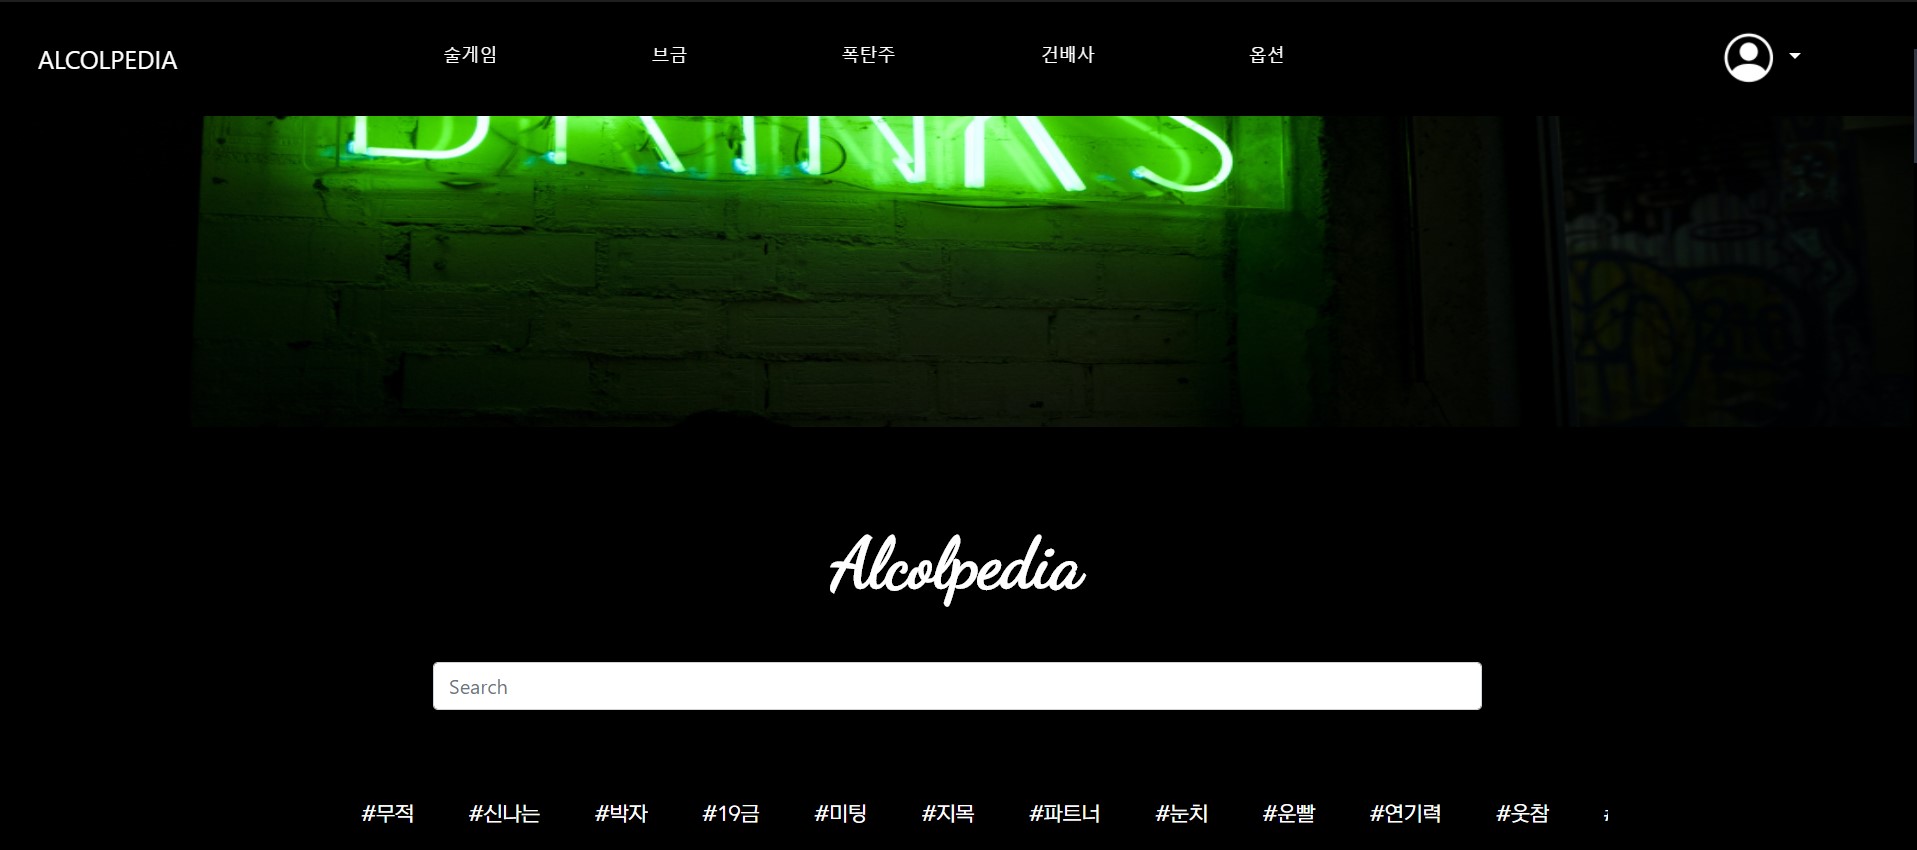 ALCOLPEDIA 술게임 브금 폭탄주 건배사 옵션
DRINKS
Alcolpedia
Search
#무적 #신나는 #박자 #19금 #미팅 #지목 #파트너 #눈치 #운빨 #연기력 #웃참